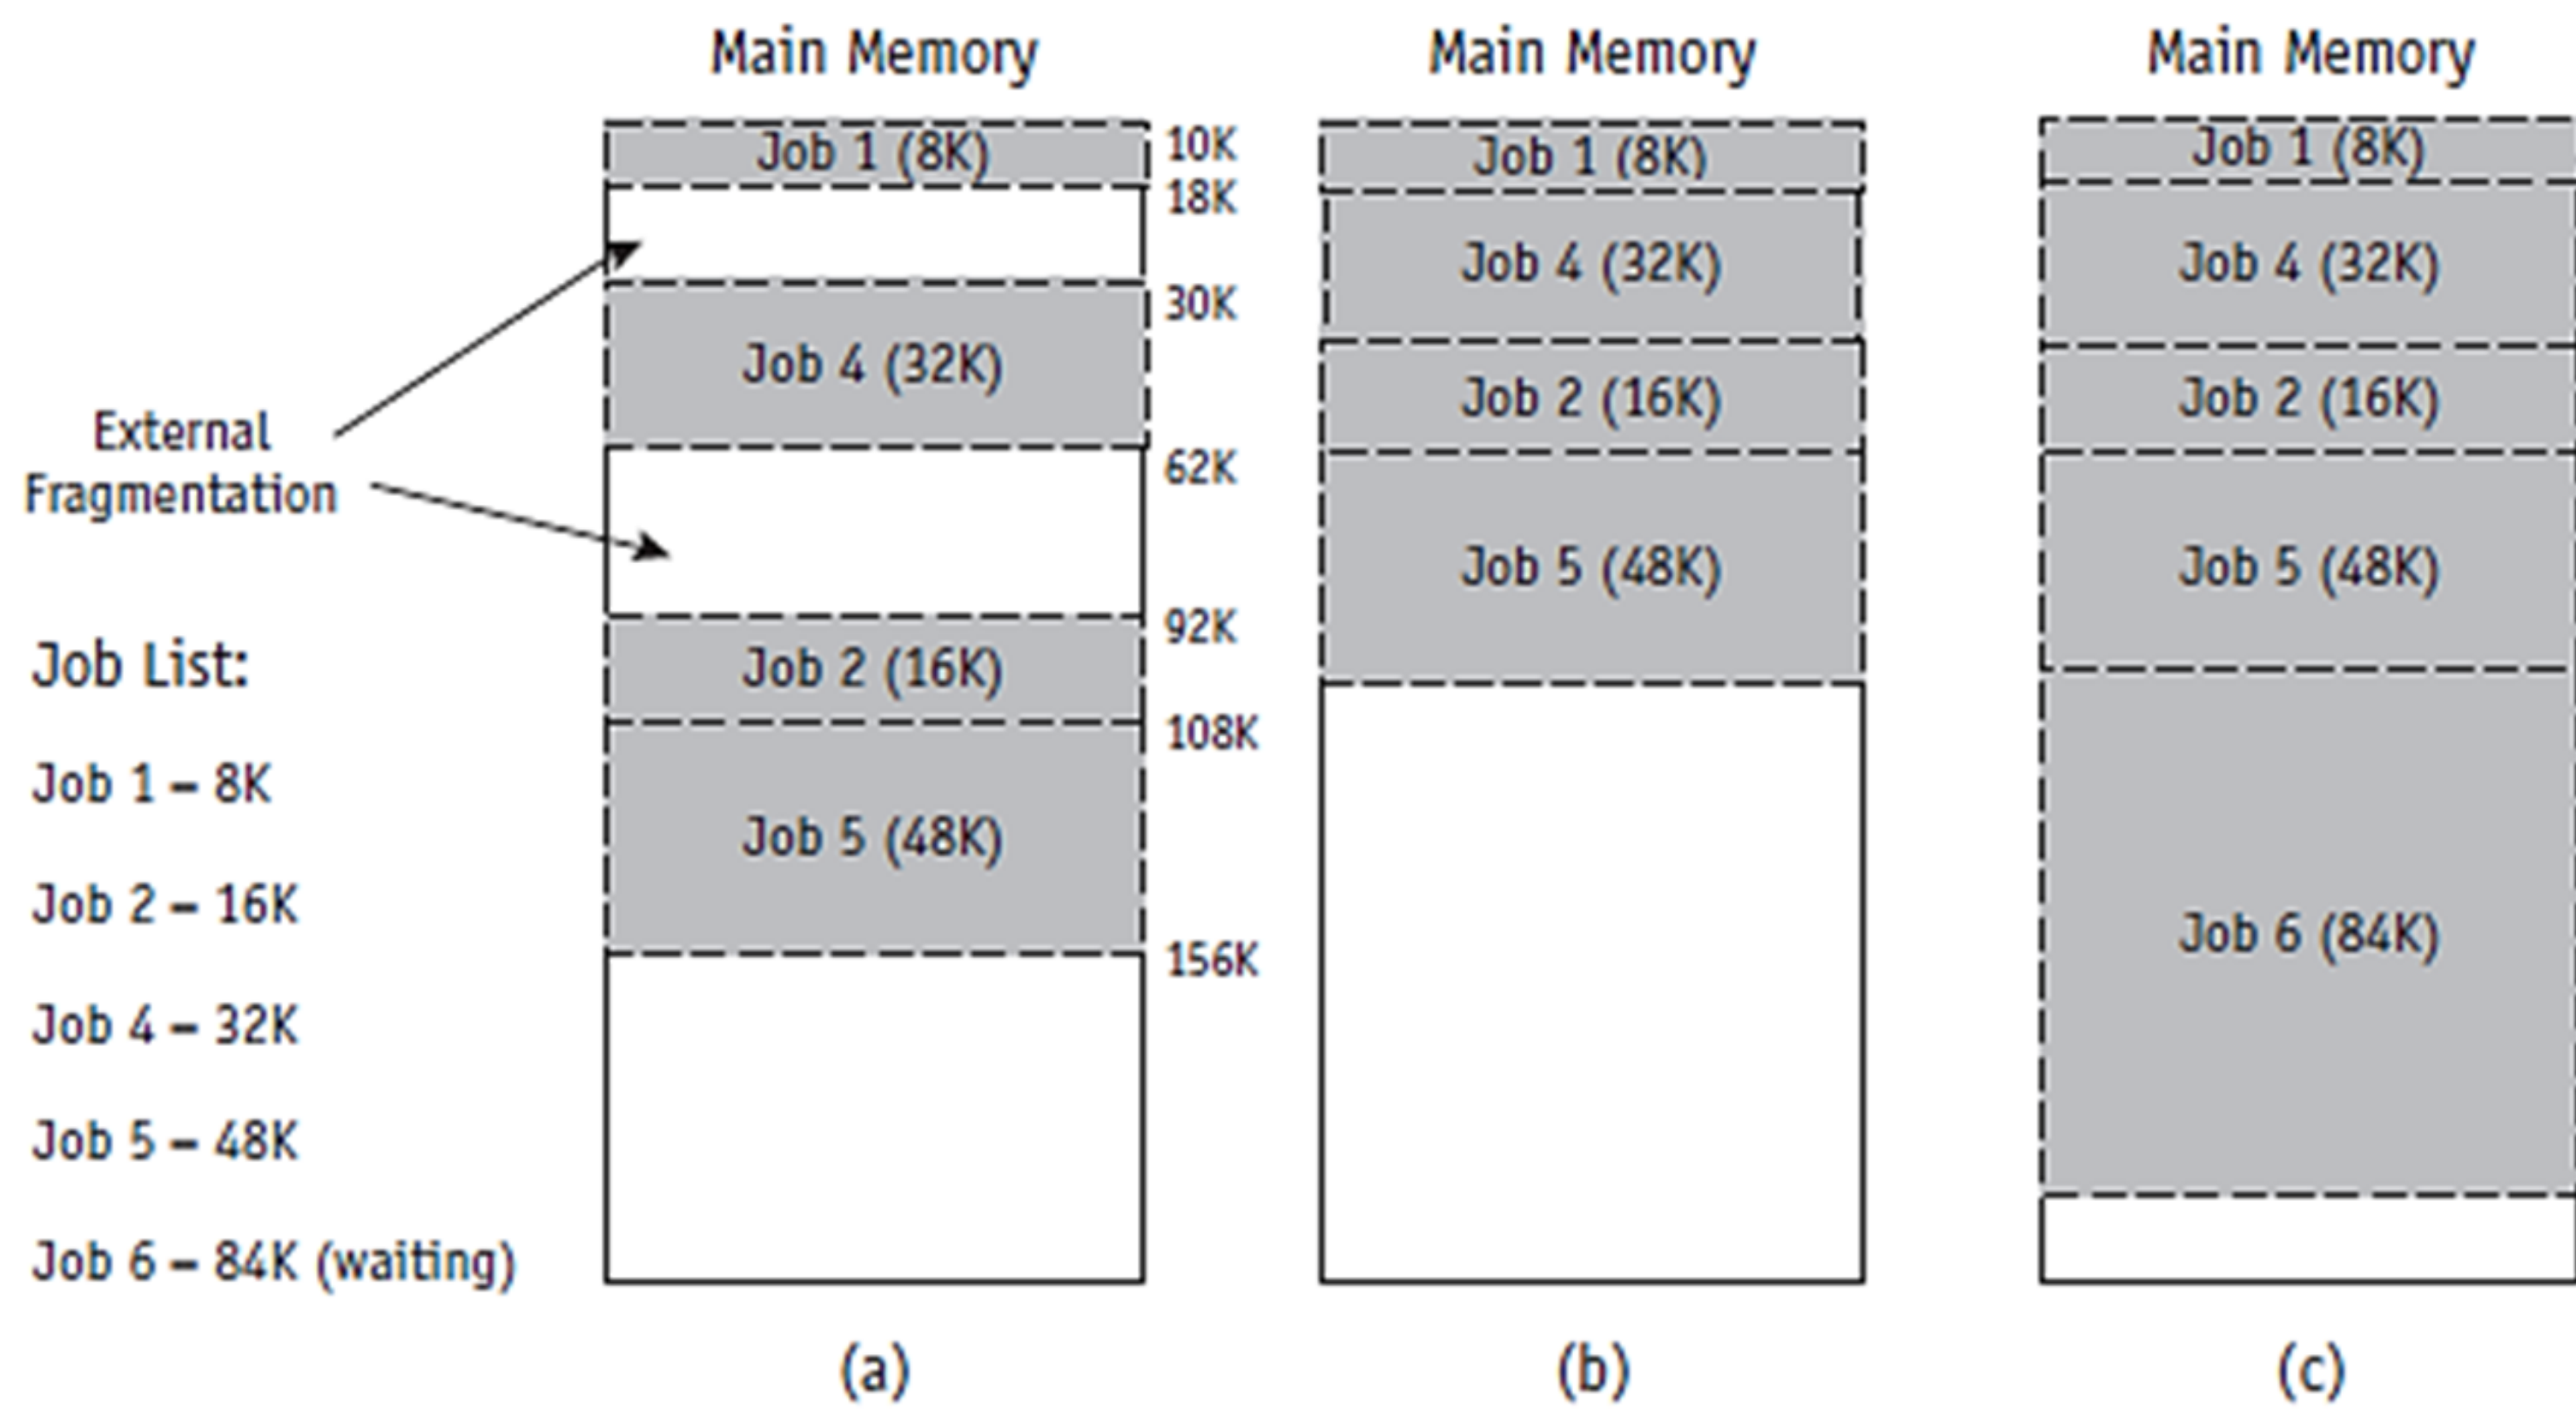 Main Memory
Main Memory
Main Memory
Job 1 (8K)
10K
18K
30K
Job 4 (32K)
62K
92K
Job 2 (16K)
108K
Job 5 (48K)
156K
External
Fragmentation
Job List:
Job 1 – 8K
Job 2 – 16K
Job 4 – 32K
Job 5 – 48K
Job 6 – 84K (waiting)
(a)
Job 1 (8K)
Job 4 (32K)
Job 2 (16K)
Job 5 (48K)
(b)
Job 1 (8K)
Job 4 (32K)
Job 2 (16K)
Job 5 (48K)
Job 6 (84K)
(c)